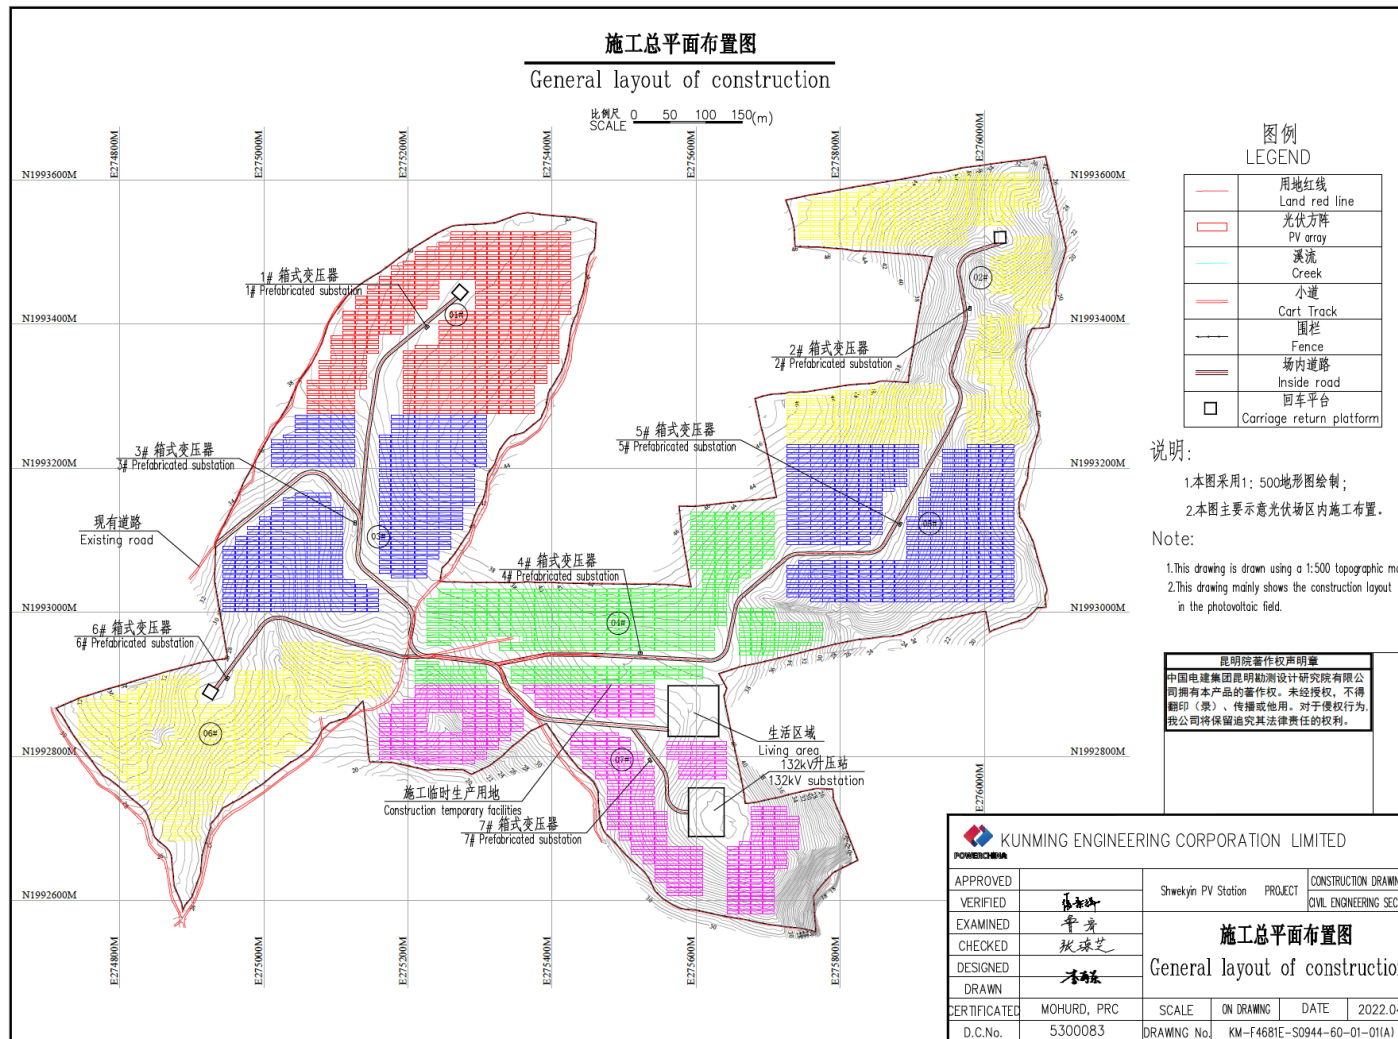 施工总平面布置图
General layout of construction
比例尺
SCALE
0 50 100 150(m)
E274800M
E275000M
E275200M
E275400M
E275600M
E275800M
E276000M
N1993600M
N1993600M
N1993400M
N1993400M
N1993200M
N1993200M
N1993000M
N1993000M
N1992800M
N1992800M
N1992600M
1# 箱式变压器
1# Prefabricated substation
01#
2# 箱式变压器
2# Prefabricated substation
02#
3# 箱式变压器
3# Prefabricated substation
03#
5# 箱式变压器
5# Prefabricated substation
05#
现有道路
Existing road
4# 箱式变压器
4# Prefabricated substation
04#
6# 箱式变压器
6# Prefabricated substation
06#
生活区域
Living area
132kV升压站
132kV substation
07#
施工临时生产用地
Construction temporary facilities
7# 箱式变压器
7# Prefabricated substation
E274800M
E275000M
E275200M
E275400M
E275600M
E275800M
E276000M
图例
LEGEND
用地红线
Land red line
光伏方阵
PV array
溪流
Creek
小道
Cart Track
围栏
Fence
场内道路
Inside road
回车平台
Carriage return platform
说明:
1.本图采用1: 500地形图绘制;
2.本图主要示意光伏场区内施工布置.
Note:
1.This drawing is drawn using a 1:500 topographic
2.This drawing mainly shows the construction layout
in the photovoltaic field.
昆明院著作权声明章
中国电建集团昆明勘测设计研究院有限公
司拥有本产品的著作权。未经授权,不得
翻印(录)、传播或他用。对于侵权行为,
我公司将保留追究其法律责任的权利。
POWERCHINA
KUNMING ENGINEERING CORPORATION LIMITED
APPROVED
VERIFIED
EXAMINED
CHECKED
DESIGNED
DRAWN
Shwekyin PV Station PROJECT
CONSTRUCTION
CIVIL ENGINEERING
施工总平面布置图
General layout of
CERTIFICATED MOHURD, PRC SCALE ON DRAWING DATE 2022.0
D.C.No. 5300083 DRAWING No. KM-F4681E-S0944-60-01-01(A)